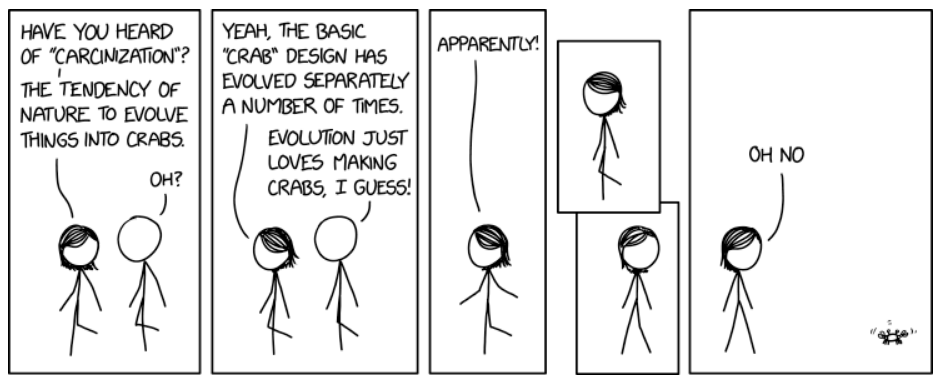 HAVE YOU HEARD
OF "CARCINIZATION"?
THE TENDENCY OF
NATURE TO EVOLVE
THINGS INTO CRABS.
OH?
YEAH, THE BASIC
"CRAB" DESIGN HAS
EVOLVED SEPARATELY
A NUMBER OF TIMES.
EVOLUTION JUST
LOVES MAKING
CRABS, I GUESS!
APPARENTLY!
OH NO